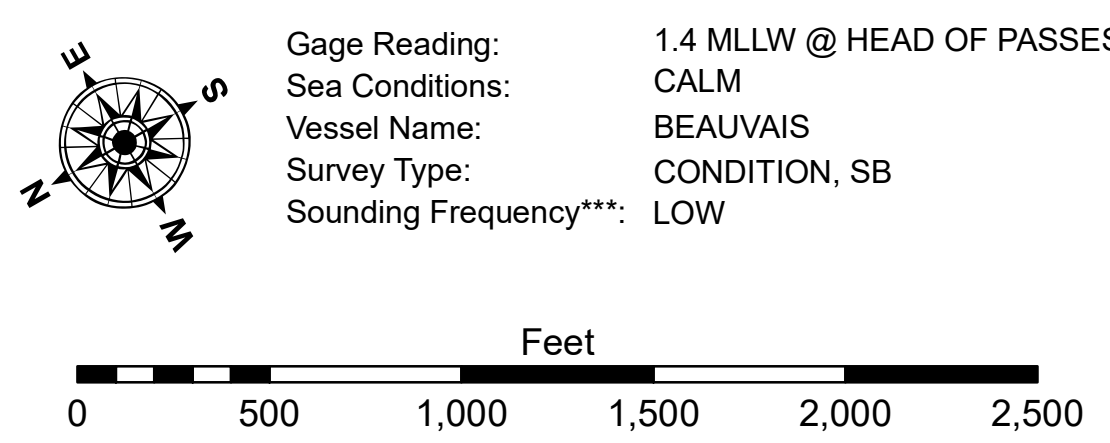 E
S
N
W
Gage Reading: 1.4 MLLW @ HEAD OF PASSES
Sea Conditions: CALM
Vessel Name: BEAUVAIS
Survey Type: CONDITION, SB
Sounding Frequency***: LOW
Feet
0 500 1,000 1,500 2,000 2,500